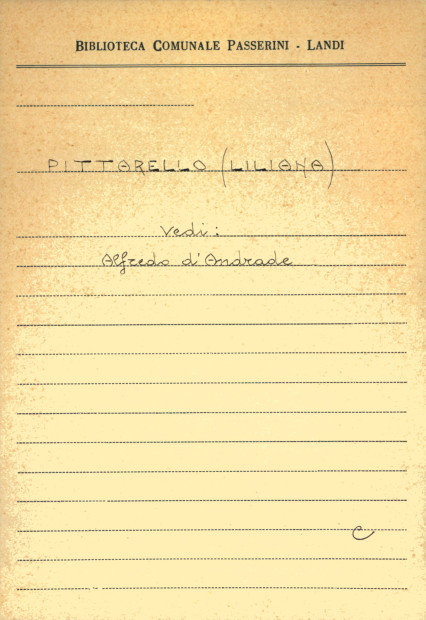 BIBLIOTECA COMUNALE PASSERINI - LANDI
PITTARELLO (LILIANA)
Vedi:
Alfredo d'Andrade
C